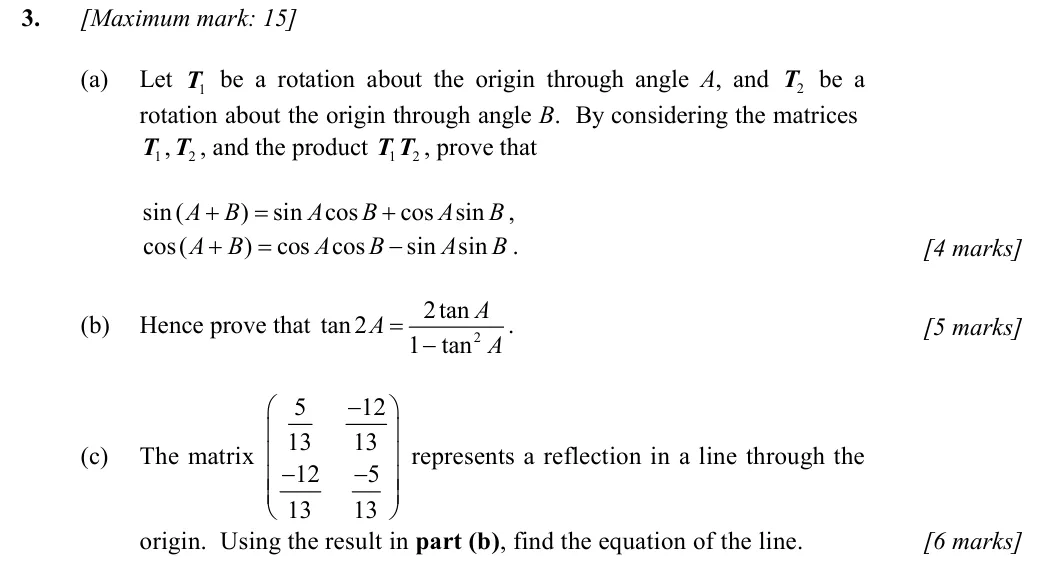 3. [Maximum mark: 15]
(a) Let T₁ be a rotation about the origin through angle A, and T₂ be a
rotation about the origin through angle B. By considering the matrices
T₁, T₂, and the product T₁T₂, prove that
sin(A + B) = sin A cos B + cos A sin B,
cos(A + B) = cos A cos B − sin A sin B. [4 marks]
(b) Hence prove that tan 2A = 2 tan A / 1 − tan² A. [5 marks]
(c) The matrix (5/13 −12/13 −12/13 −5/13) represents a reflection in a line through the
origin. Using the result in part (b), find the equation of the line. [6 marks]